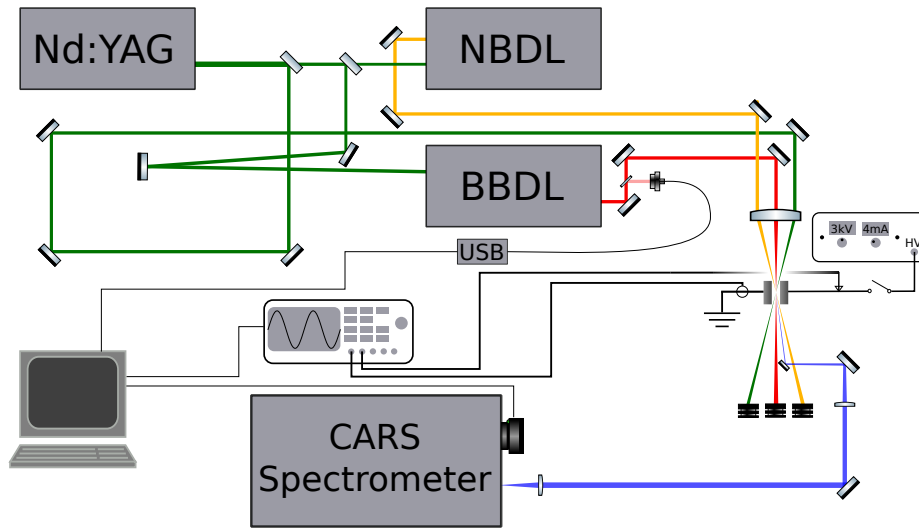 Nd:YAG
NBDL
BBDL
3kV
4mA
HV
USB
CARS
Spectrometer